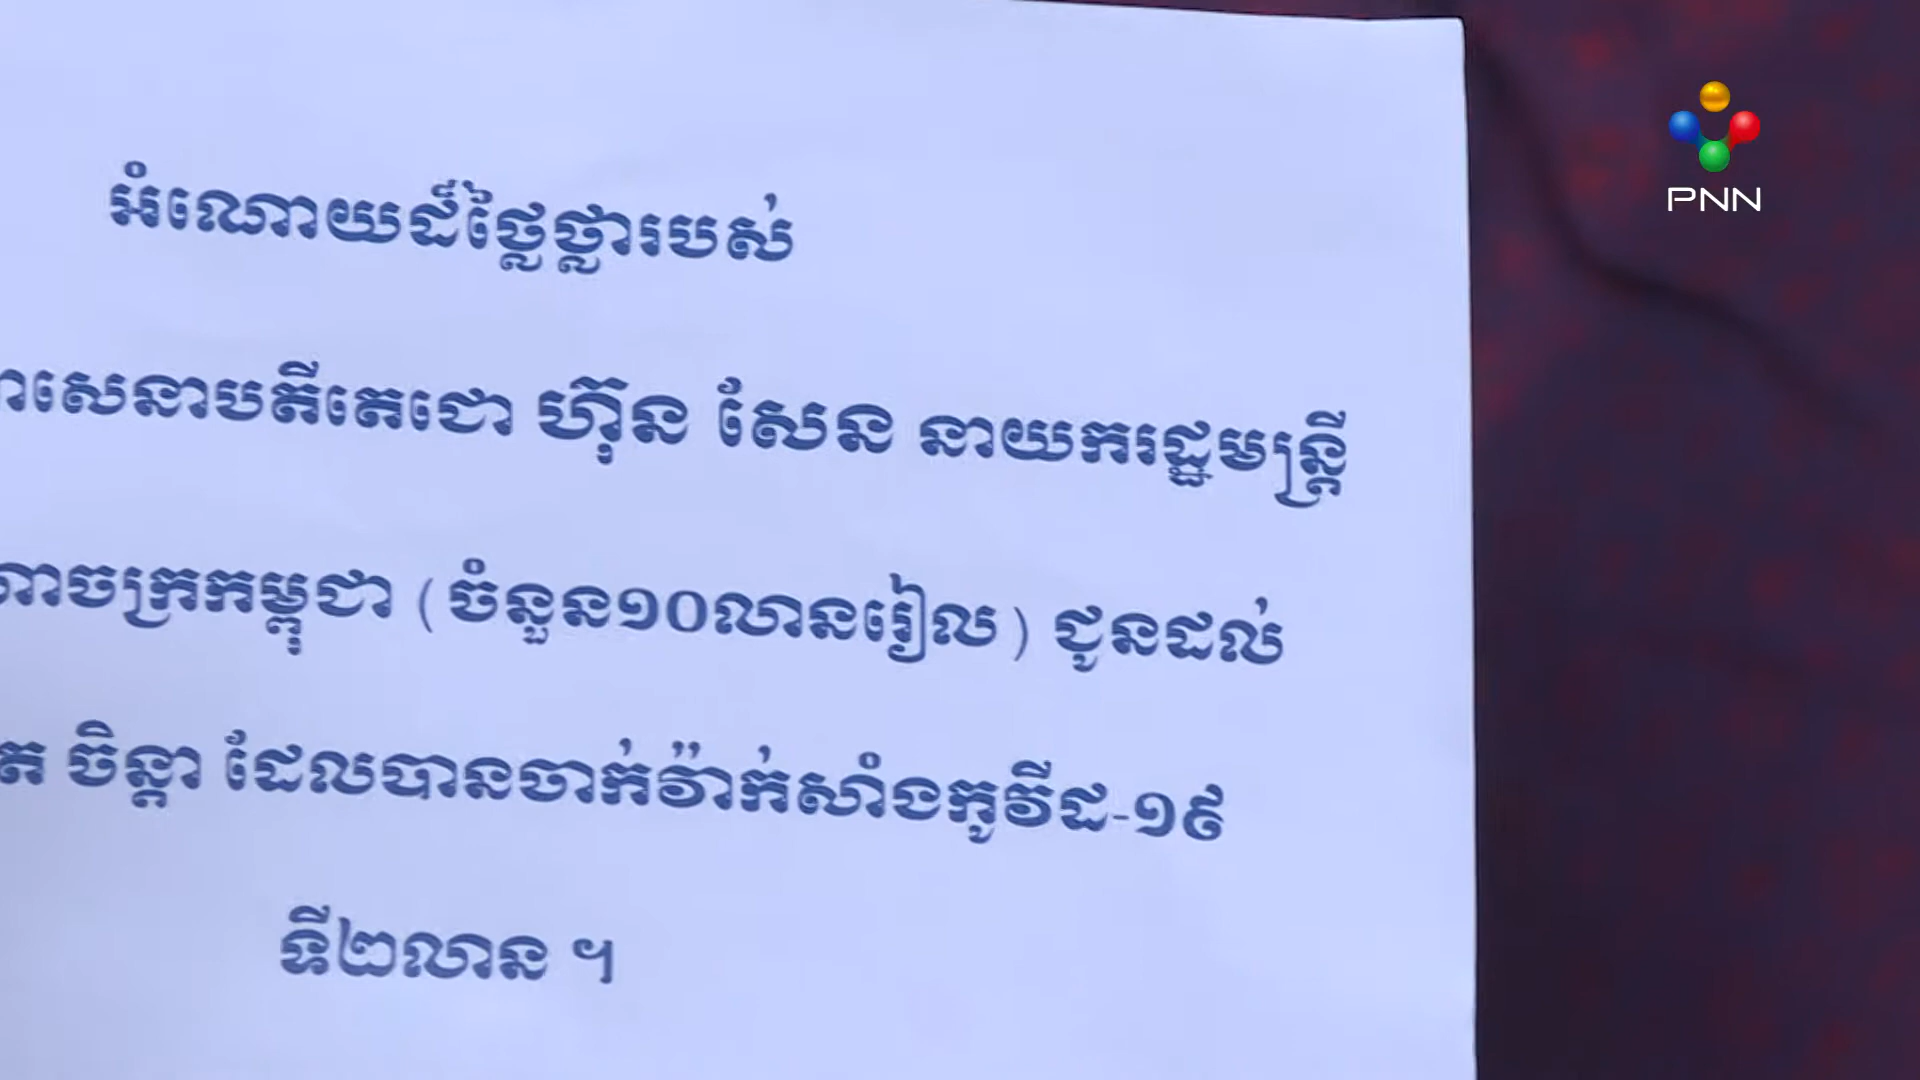 អំណោយដ៏ថ្លៃថ្លារបស់
សេនាបតីតេជោ ហ៊ុន សែន នាយករដ្ឋមន្ត្រី
ចក្រកម្ពុជា (ចំនួន១០លានរៀល) ជូនដល់
ចិន្តា ដែលបានចាក់វ៉ាក់សាំងកូវីដ-១៩
ទី២លាន ។
PNN